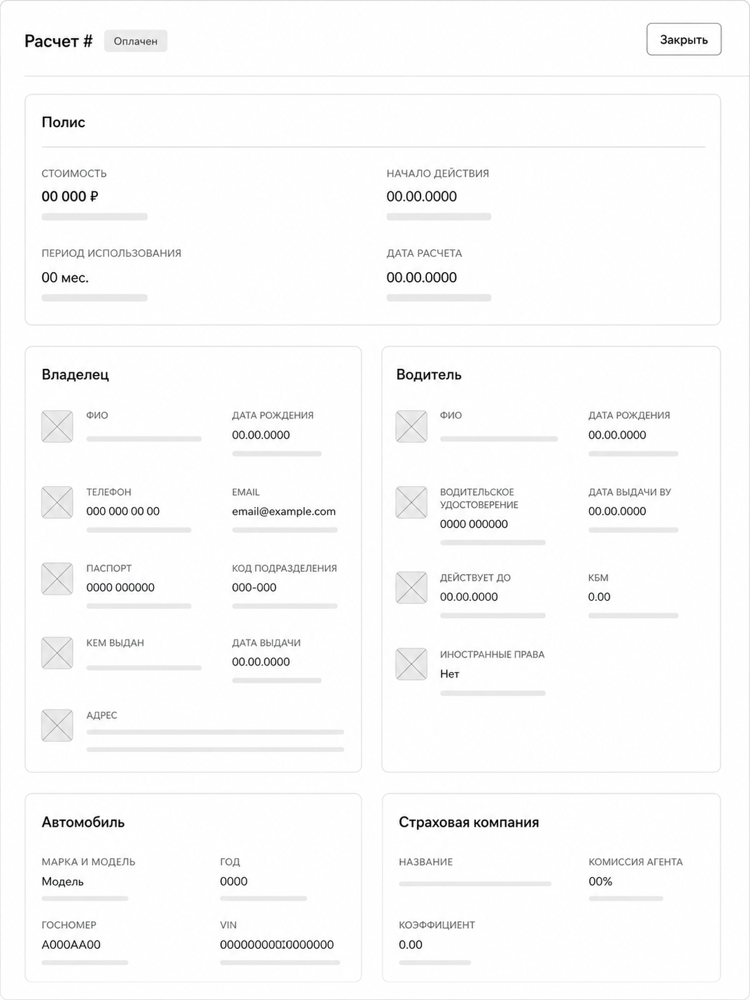 Расчет # Оплачен
Закрыть
Полис
СТОИМОСТЬ
00 000 ₽
НАЧАЛО ДЕЙСТВИЯ
00.00.0000
ПЕРИОД ИСПОЛЬЗОВАНИЯ
00 мес.
ДАТА РАСЧЕТА
00.00.0000
Владелец
ФИО
ДАТА РОЖДЕНИЯ
00.00.0000
ТЕЛЕФОН
000 000 00 00
EMAIL
email@example.com
ПАСПОРТ
0000 000000
КОД ПОДРАЗДЕЛЕНИЯ
000-000
КЕМ ВЫДАН
ДАТА ВЫДАЧИ
00.00.0000
АДРЕС
Водитель
ФИО
ДАТА РОЖДЕНИЯ
00.00.0000
ВОДИТЕЛЬСКОЕ
УДОСТОВЕРЕНИЕ
0000 000000
ДАТА ВЫДАЧИ ВУ
00.00.0000
ДЕЙСТВУЕТ ДО
00.00.0000
КБМ
0.00
ИНОСТРАННЫЕ ПРАВА
Нет
Автомобиль
МАРКА И МОДЕЛЬ
Модель
ГОД
0000
ГОСНОМЕР
А000АА00
VIN
Страховая компания
НАЗВАНИЕ
КОМИССИЯ АГЕНТА
00%
КОЭФФИЦИЕНТ
0.00